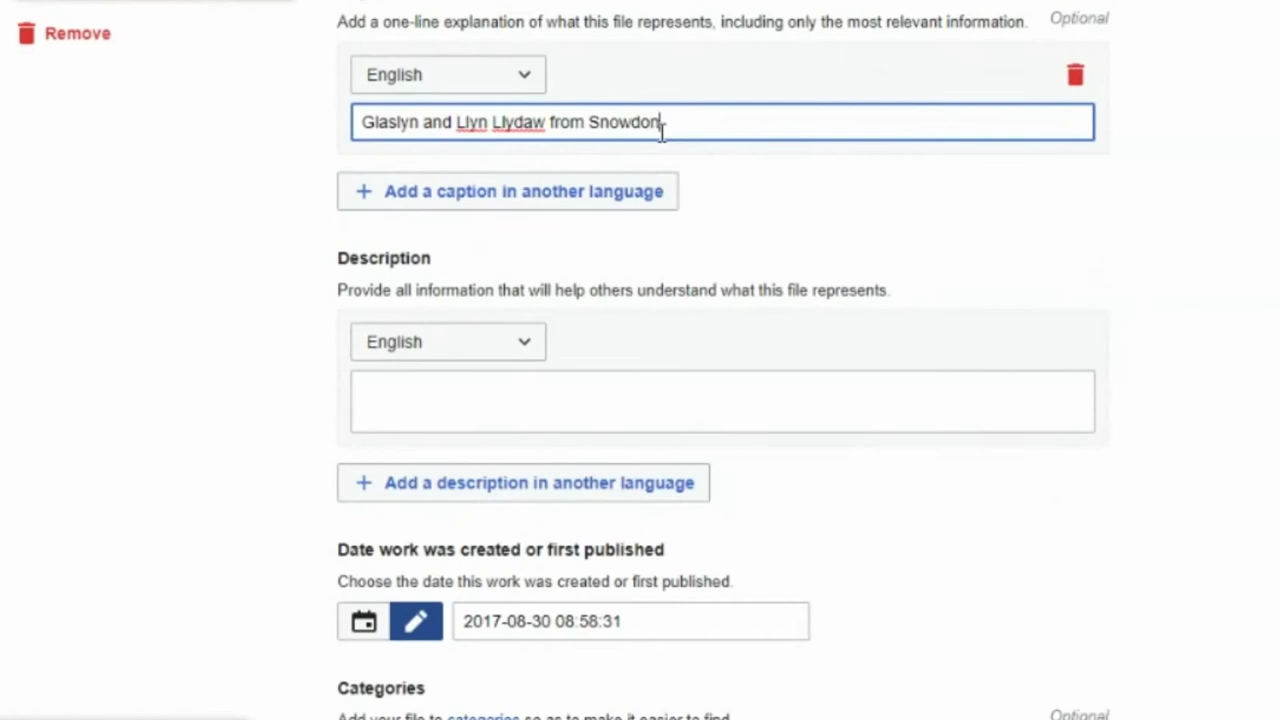 Remove
Add a one-line explanation of what this file represents, including only the most relevant information.
Optional
English
Glaslyn and Llyn Llydaw from Snowdon
+ Add a caption in another language
Description
Provide all information that will help others understand what this file represents.
English
+ Add a description in another language
Date work was created or first published
Choose the date this work was created or first published.
2017-08-30 08:58:31
Categories
Add your file to categories so as to make it easier to find.
Optional